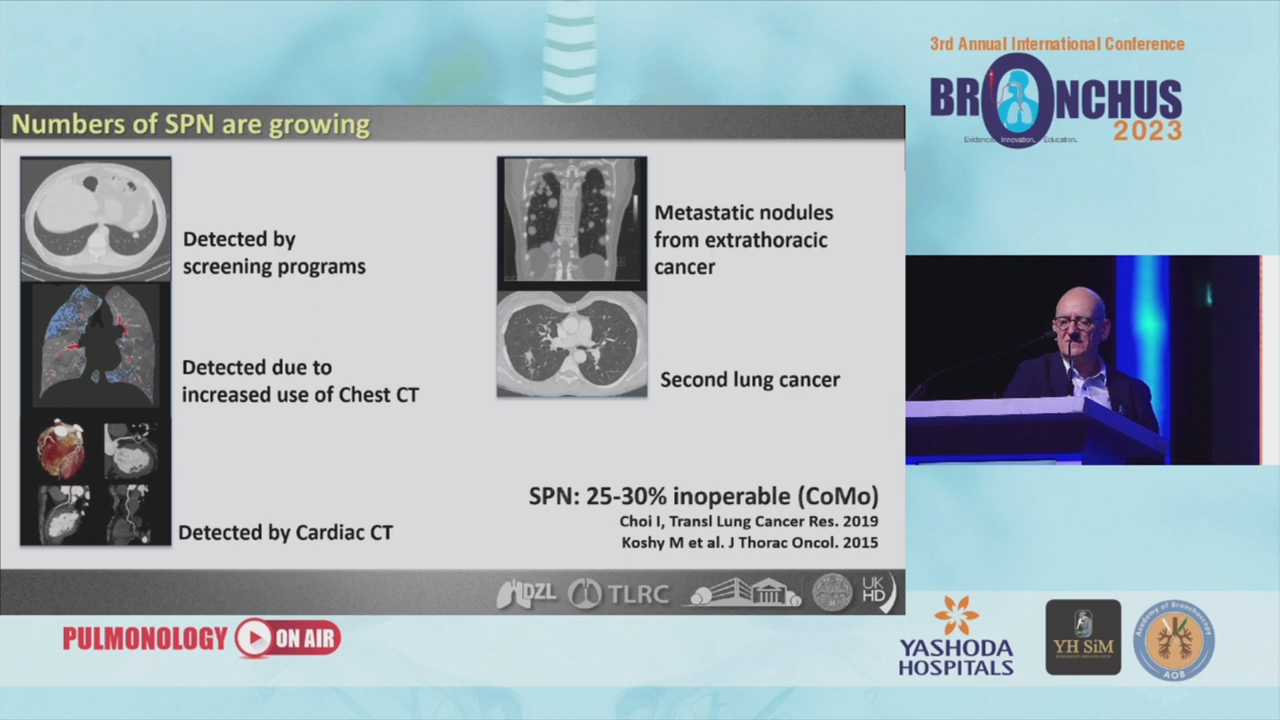 3rd Annual International Conference
BRONCHUS
2023
Evidence. Innovation. Education.
Numbers of SPN are growing
Detected by
screening programs
Detected due to
increased use of Chest CT
Detected by Cardiac CT
Metastatic nodules
from extrathoracic
cancer
Second lung cancer
SPN: 25-30% inoperable (CoMo)
Choi I, Transl Lung Cancer Res. 2019
Koshy M et al. J Thorac Oncol. 2015
DZL
TLRC
UK
HD
PULMONOLOGY ON AIR
YASHODA
HOSPITALS
YH SiM
Academy of Bronchoscopy
AOB